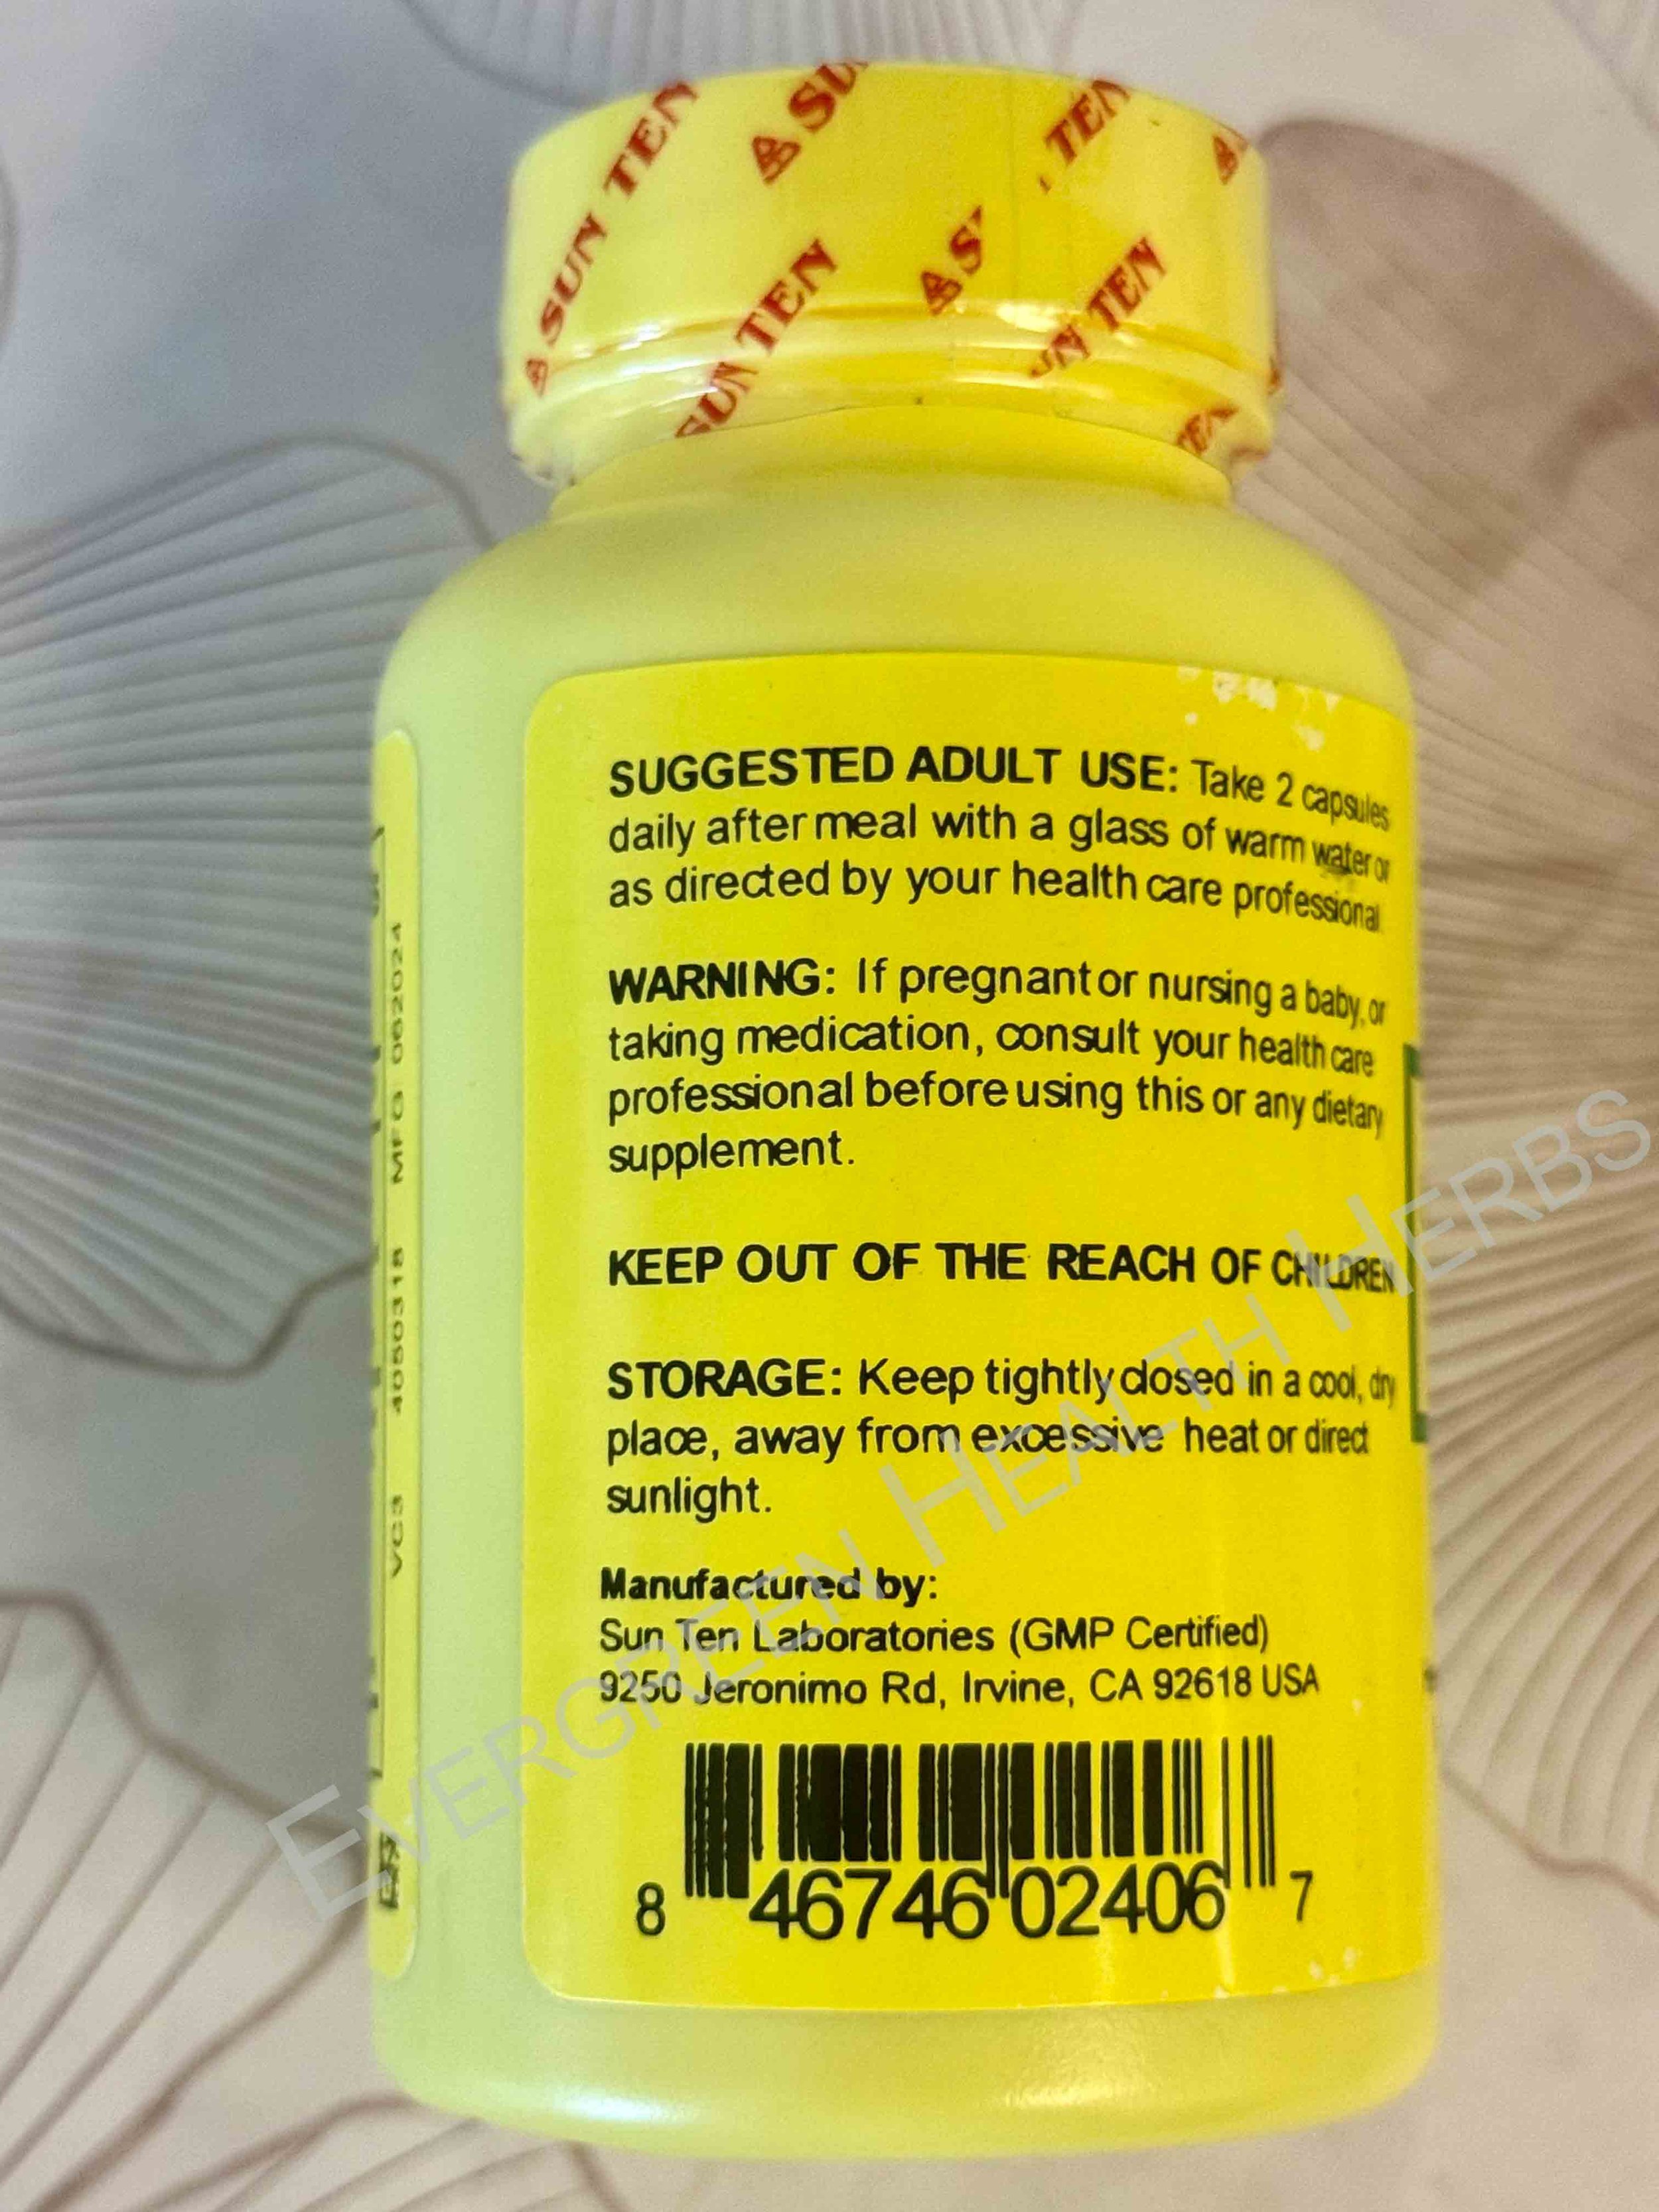 SUN TEN
SUN TEN
SUN TEN
SUGGESTED ADULT USE: Take 2 capsules
daily after meal with a glass of warm water or
as directed by your health care professional.
WARNING: If pregnant or nursing a baby, or
taking medication, consult your health care
professional before using this or any dietary
supplement.
KEEP OUT OF THE REACH OF CHILDREN
STORAGE: Keep tightly closed in a cool, dry
place, away from excessive heat or direct
sunlight.
Manufactured by:
Sun Ten Laboratories (GMP Certified)
9250 Jeronimo Rd, Irvine, CA 92618 USA
8 46746 02406 7
VC3 4050318 MFG 062024
EVERGREEN HEALTH HERBS